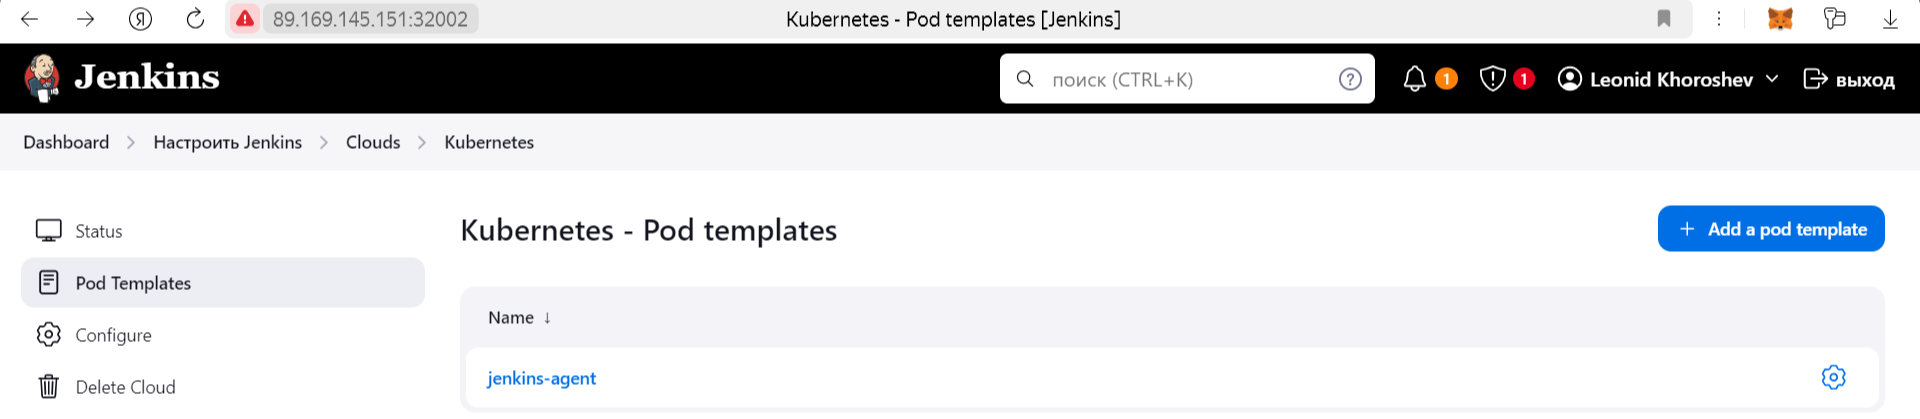 Я 89.169.145.151:32002 Kubernetes - Pod templates [Jenkins]
Jenkins поиск (CTRL+K) ? 1 1 Leonid Khoroshev выход
Dashboard Настроить Jenkins Clouds Kubernetes
Status
Pod Templates
Configure
Delete Cloud
Kubernetes - Pod templates
+ Add a pod template
Name ↓
jenkins-agent